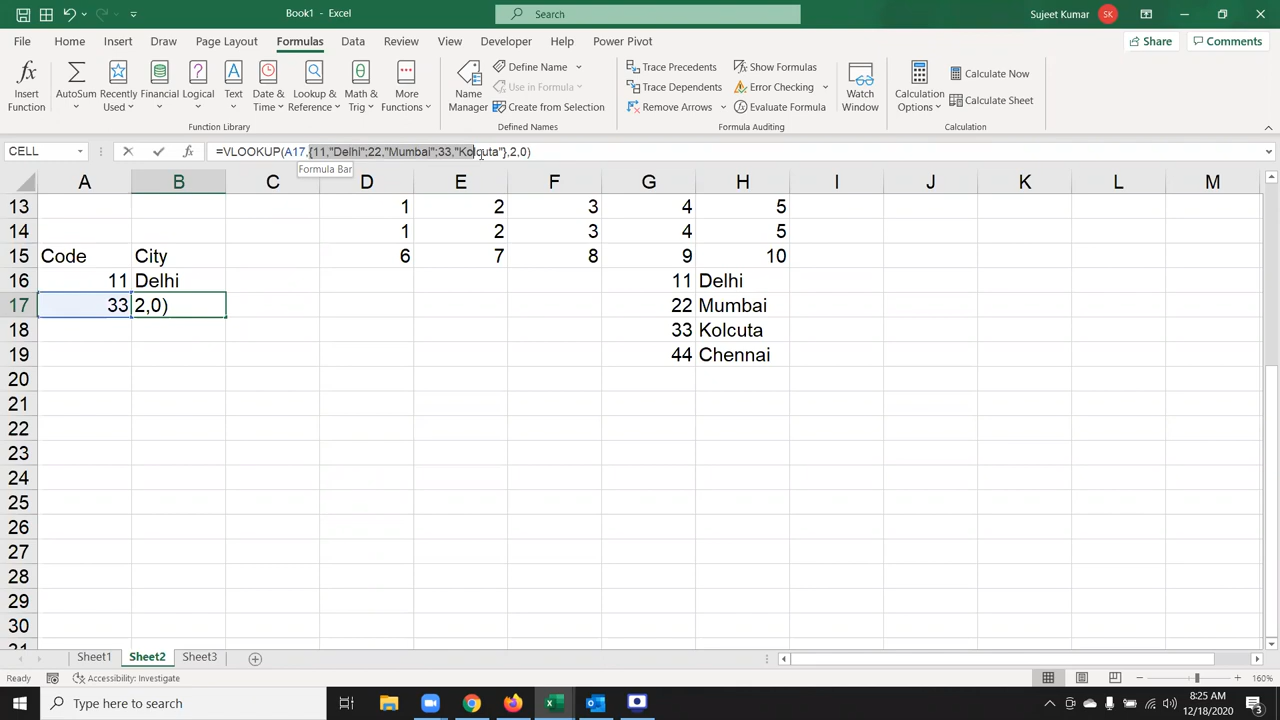 Book1 - Excel
Search
Sujeet Kumar
SK
File Home Insert Draw Page Layout Formulas Data Review View Developer Help Power Pivot
Share
Comments
Insert Function
AutoSum
Recently Used
Financial
Logical
Text
Date & Time
Lookup & Reference
Math & Trig
More Functions
Function Library
Name Manager
Define Name
Use in Formula
Create from Selection
Defined Names
Trace Precedents
Trace Dependents
Remove Arrows
Show Formulas
Error Checking
Evaluate Formula
Formula Auditing
Watch Window
Calculation Options
Calculate Now
Calculate Sheet
Calculation
CELL
fx
=VLOOKUP(A17,{11,"Delhi";22,"Mumbai";33,"Kolcuta"},2,0)
Formula Bar
A B C D E F G H I J K L M
13 1 2 3 4 5
14 1 2 3 4 5
15 Code City 6 7 8 9 10
16 11 Delhi 11 Delhi
17 33 2,0) 22 Mumbai
18 33 Kolcuta
19 44 Chennai
20
21
22
23
24
25
26
27
28
29
30
31
Sheet1 Sheet2 Sheet3
Ready
Accessibility: Investigate
160%
Type here to search
8:25 AM
12/18/2020
3